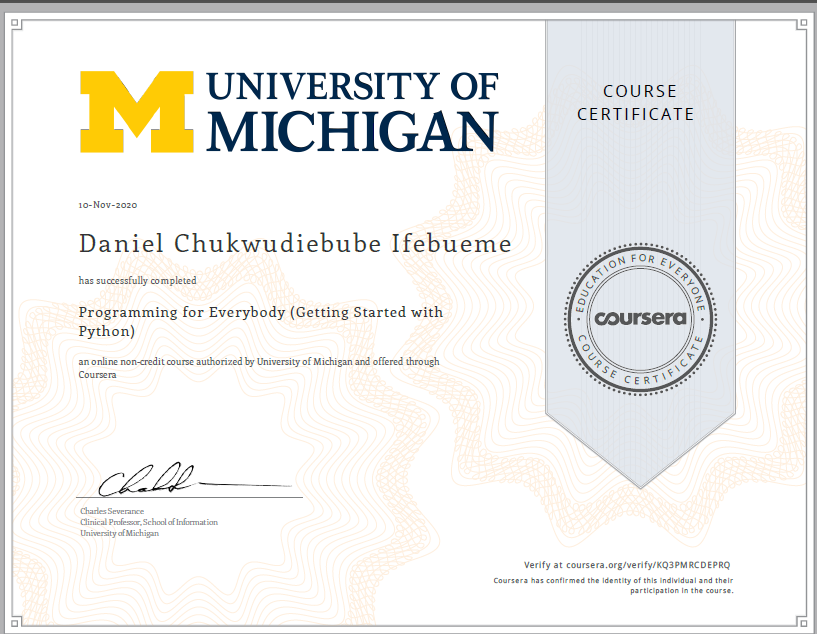 M
UNIVERSITY OF
MICHIGAN
COURSE
CERTIFICATE
10-Nov-2020
Daniel Chukwudiebube Ifebueme
has successfully completed
Programming for Everybody (Getting Started with
Python)
an online non-credit course authorized by University of Michigan and offered through
Coursera
EDUCATION FOR EVERYONE
coursera
COURSE CERTIFICATE
Charles Severance
Clinical Professor, School of Information
University of Michigan
Verify at coursera.org/verify/KQ3PMRCDEPRQ
Coursera has confirmed the identity of this individual and their
participation in the course.